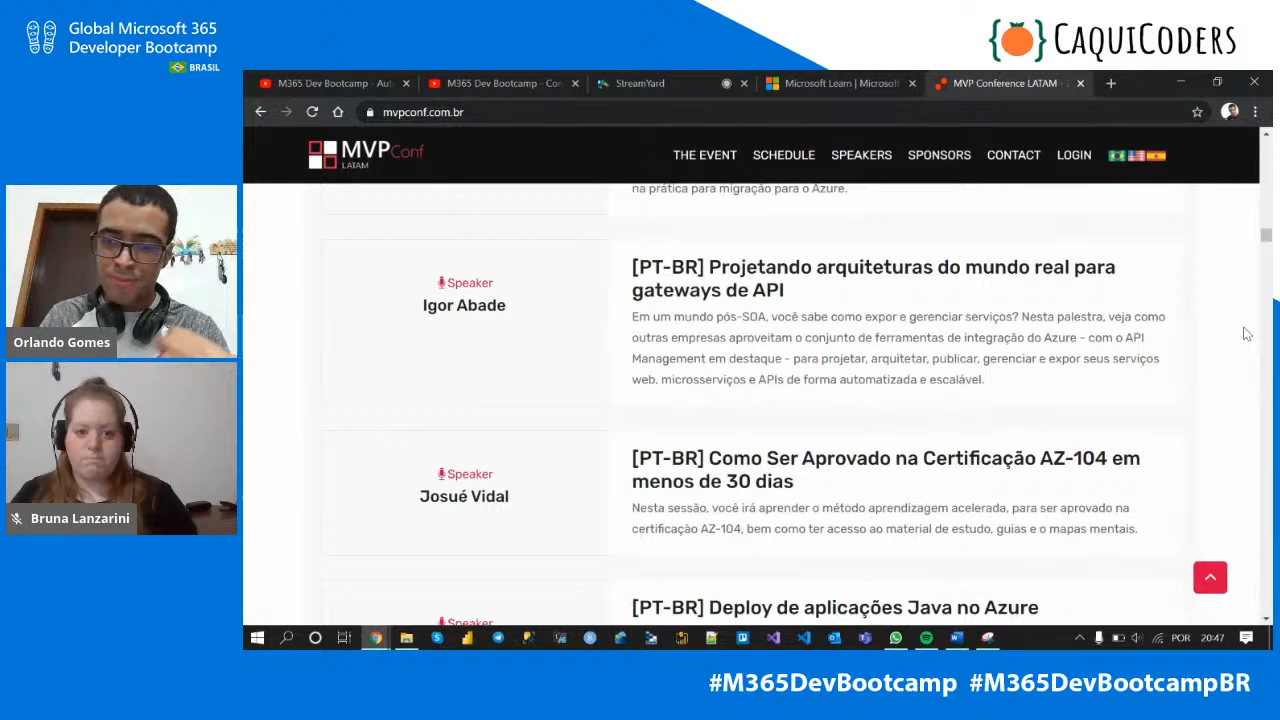 Global Microsoft 365
Developer Bootcamp
BRASIL
{CAQUICODERS}
M365 Dev Bootcamp - Aut
M365 Dev Bootcamp - Co
StreamYard
Microsoft Learn | Microsof
MVP Conference LATAM -
mvpconf.com.br
MVPConf
LATAM
THE EVENT
SCHEDULE
SPEAKERS
SPONSORS
CONTACT
LOGIN
na prática para migração para o Azure.
Speaker
Igor Abade
[PT-BR] Projetando arquiteturas do mundo real para
gateways de API
Em um mundo pós-SOA, você sabe como expor e gerenciar serviços? Nesta palestra, veja como
outras empresas aproveitam o conjunto de ferramentas de integração do Azure - com o API
Management em destaque - para projetar, arquitetar, publicar, gerenciar e expor seus serviços
web, microsserviços e APIs de forma automatizada e escalável.
Speaker
Josué Vidal
[PT-BR] Como Ser Aprovado na Certificação AZ-104 em
menos de 30 dias
Nesta sessão, você irá aprender o método aprendizagem acelerada, para ser aprovado na
certificação AZ-104, bem como ter acesso ao material de estudo, guias e o mapas mentais.
Speaker
[PT-BR] Deploy de aplicações Java no Azure
Orlando Gomes
Bruna Lanzarini
POR
20:47
#M365DevBootcamp #M365DevBootcampBR